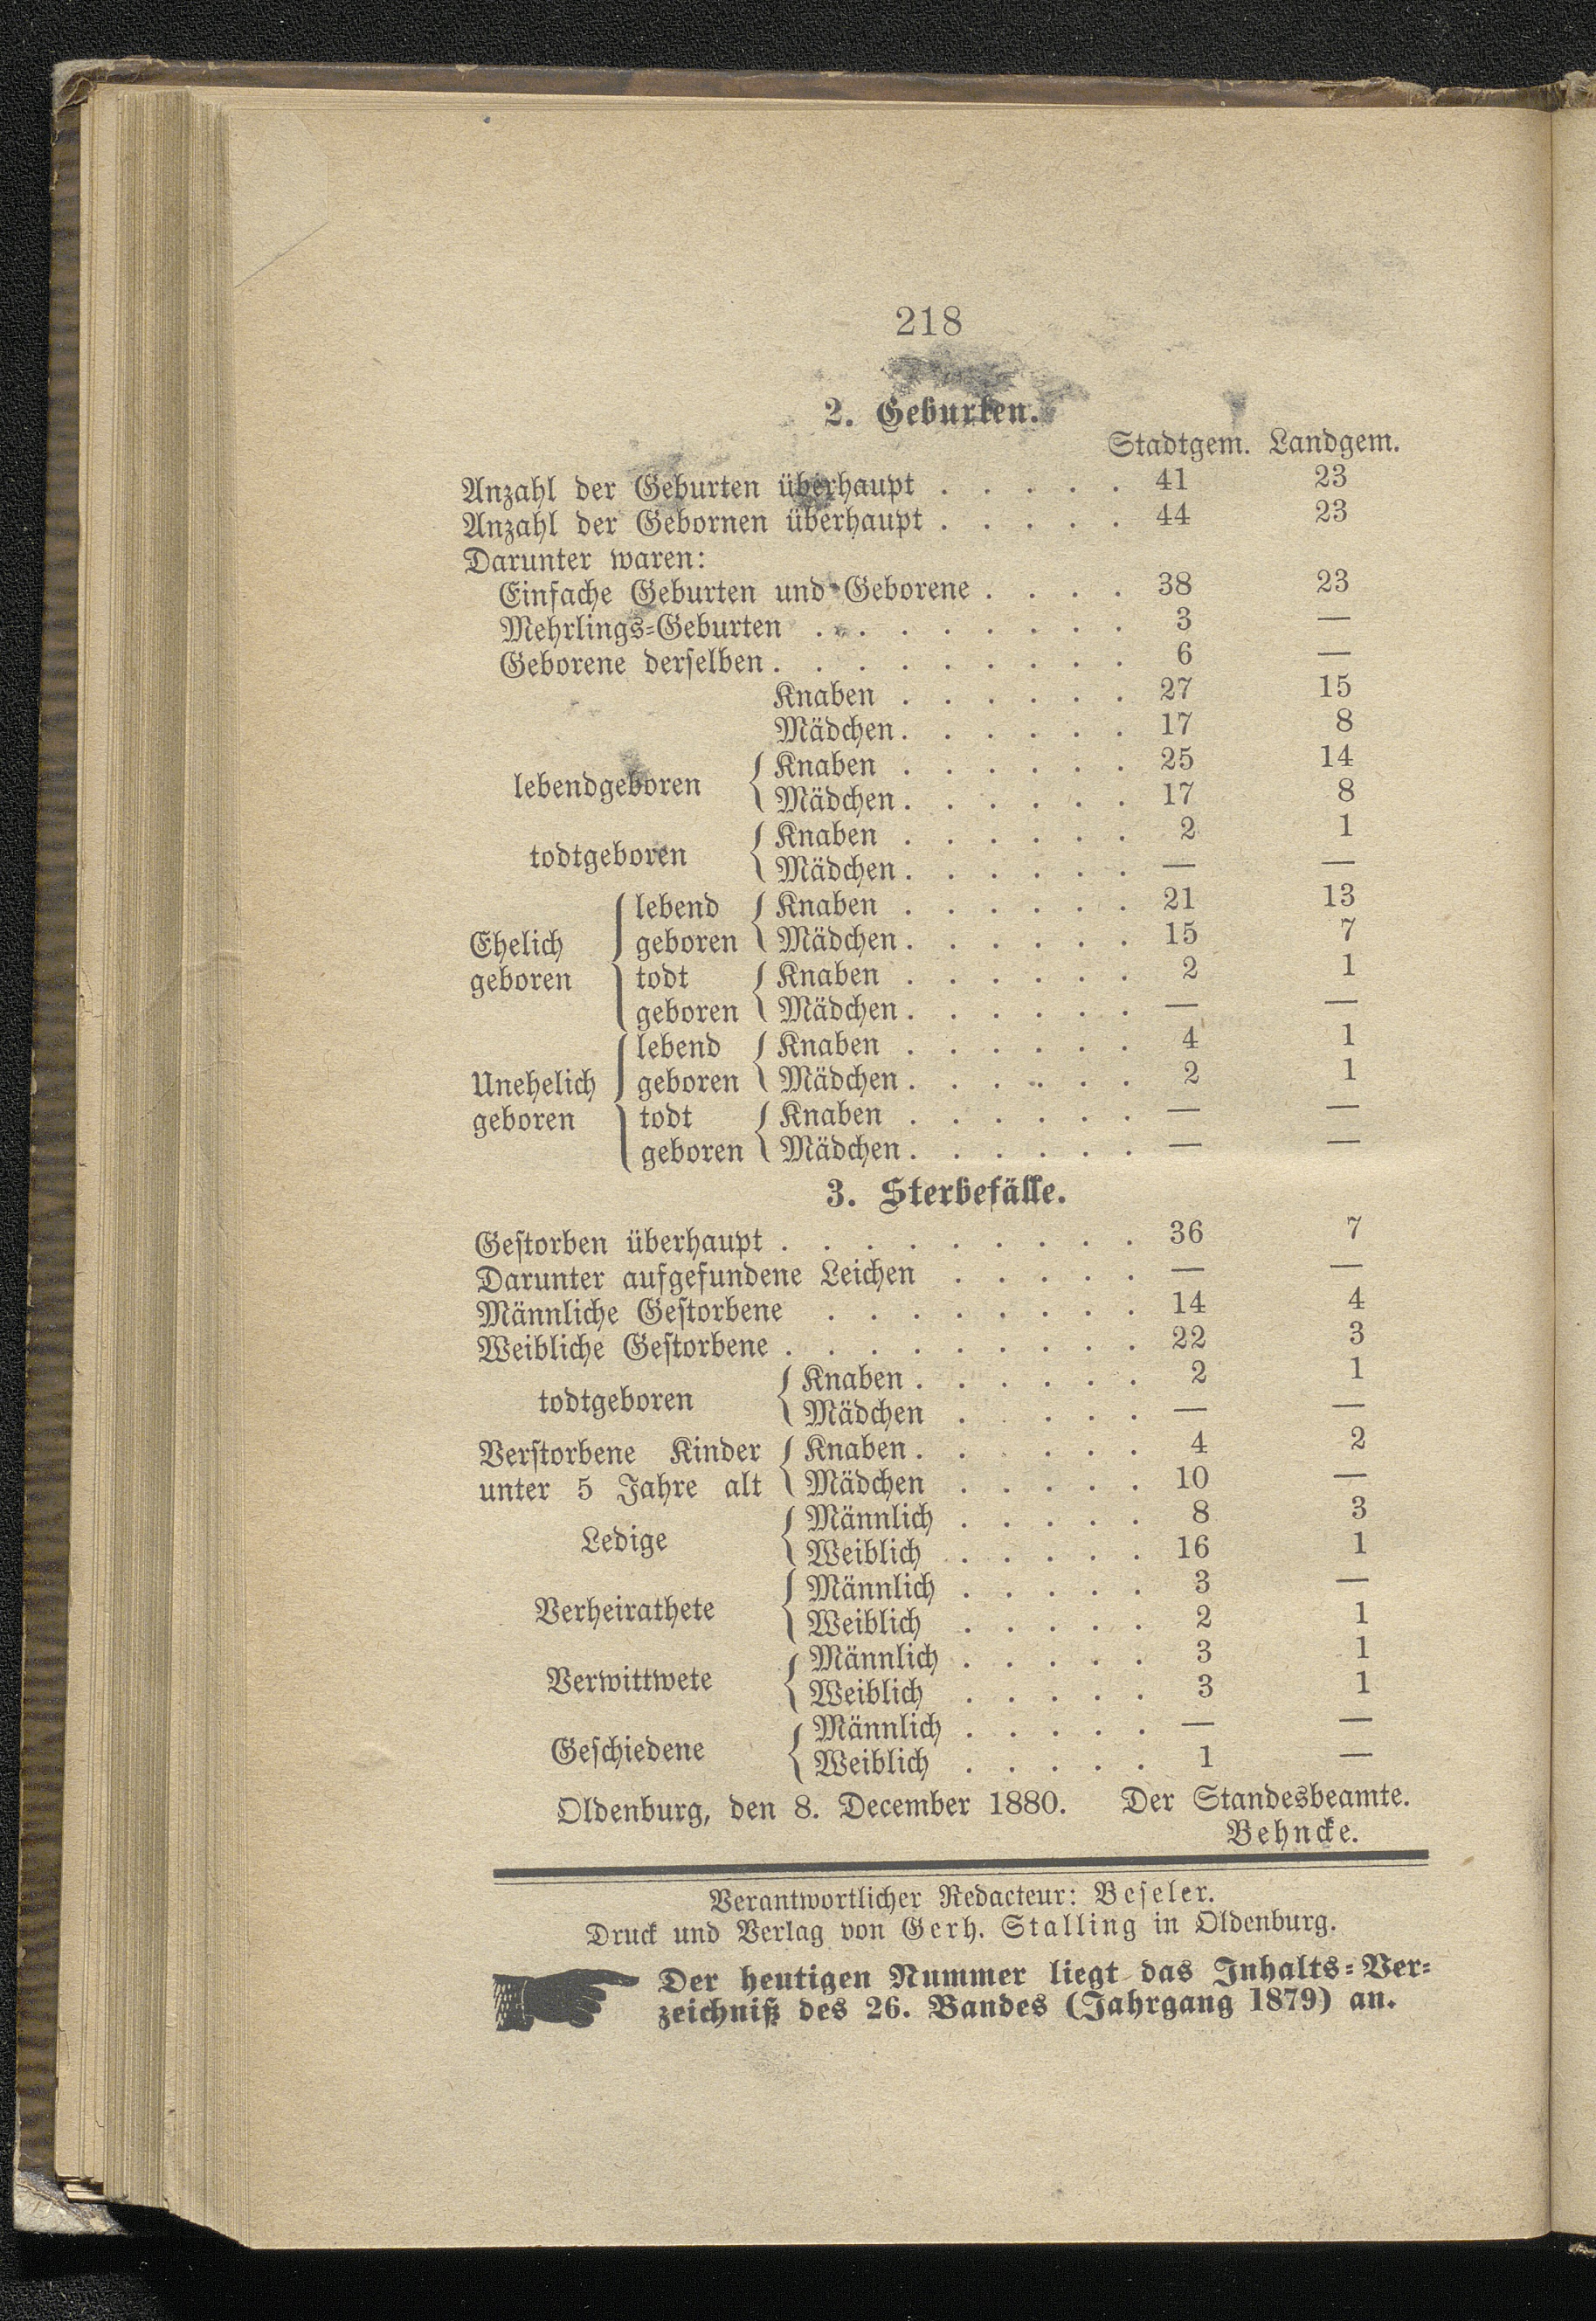 218
2. Geburten.
Stadtgem. Landgem.
Anzahl der Geburten überhaupt . . . . . 41 23
Anzahl der Gebornen überhaupt . . . . . 44 23
Darunter waren:
Einfache Geburten und Geborene . . . . 38 23
Mehrlings-Geburten . . . . . . . . 3 —
Geborene derselben . . . . . . . . . 6 —
Knaben . . . . . . 27 15
Mädchen . . . . . . 17 8
lebendgeboren { Knaben . . . . . . 25 14
Mädchen . . . . . . 17 8
todtgeboren { Knaben . . . . . . 2 1
Mädchen . . . . . . — —
Ehelich geboren { lebend geboren { Knaben . . . . . . 21 13
Mädchen . . . . . . 15 7
todt geboren { Knaben . . . . . . 2 1
Mädchen . . . . . . — —
Unehelich geboren { lebend geboren { Knaben . . . . . . 4 1
Mädchen . . . . . . 2 1
todt geboren { Knaben . . . . . . — —
Mädchen . . . . . . — —
3. Sterbefälle.
Gestorben überhaupt . . . . . . . . . 36 7
Darunter aufgefundene Leichen . . . . . — —
Männliche Gestorbene . . . . . . . . 14 4
Weibliche Gestorbene . . . . . . . . . 22 3
todtgeboren { Knaben . . . . . . 2 1
Mädchen . . . . . — —
Verstorbene Kinder unter 5 Jahre alt { Knaben . . . . . . 4 2
Mädchen . . . . . 10 —
Ledige { Männlich . . . . . 8 3
Weiblich . . . . . 16 1
Verheirathete { Männlich . . . . . 3 —
Weiblich . . . . . 2 1
Verwittwete { Männlich . . . . . 3 1
Weiblich . . . . . 3 1
Geschiedene { Männlich . . . . . — —
Weiblich . . . . . 1 —
Oldenburg, den 8. December 1880. Der Standesbeamte.
Behncke.
Verantwortlicher Redacteur: Beseler.
Druck und Verlag von Gerh. Stalling in Oldenburg.
Der heutigen Nummer liegt das Inhalts-Ver-
zeichniß des 26. Bandes (Jahrgang 1879) an.